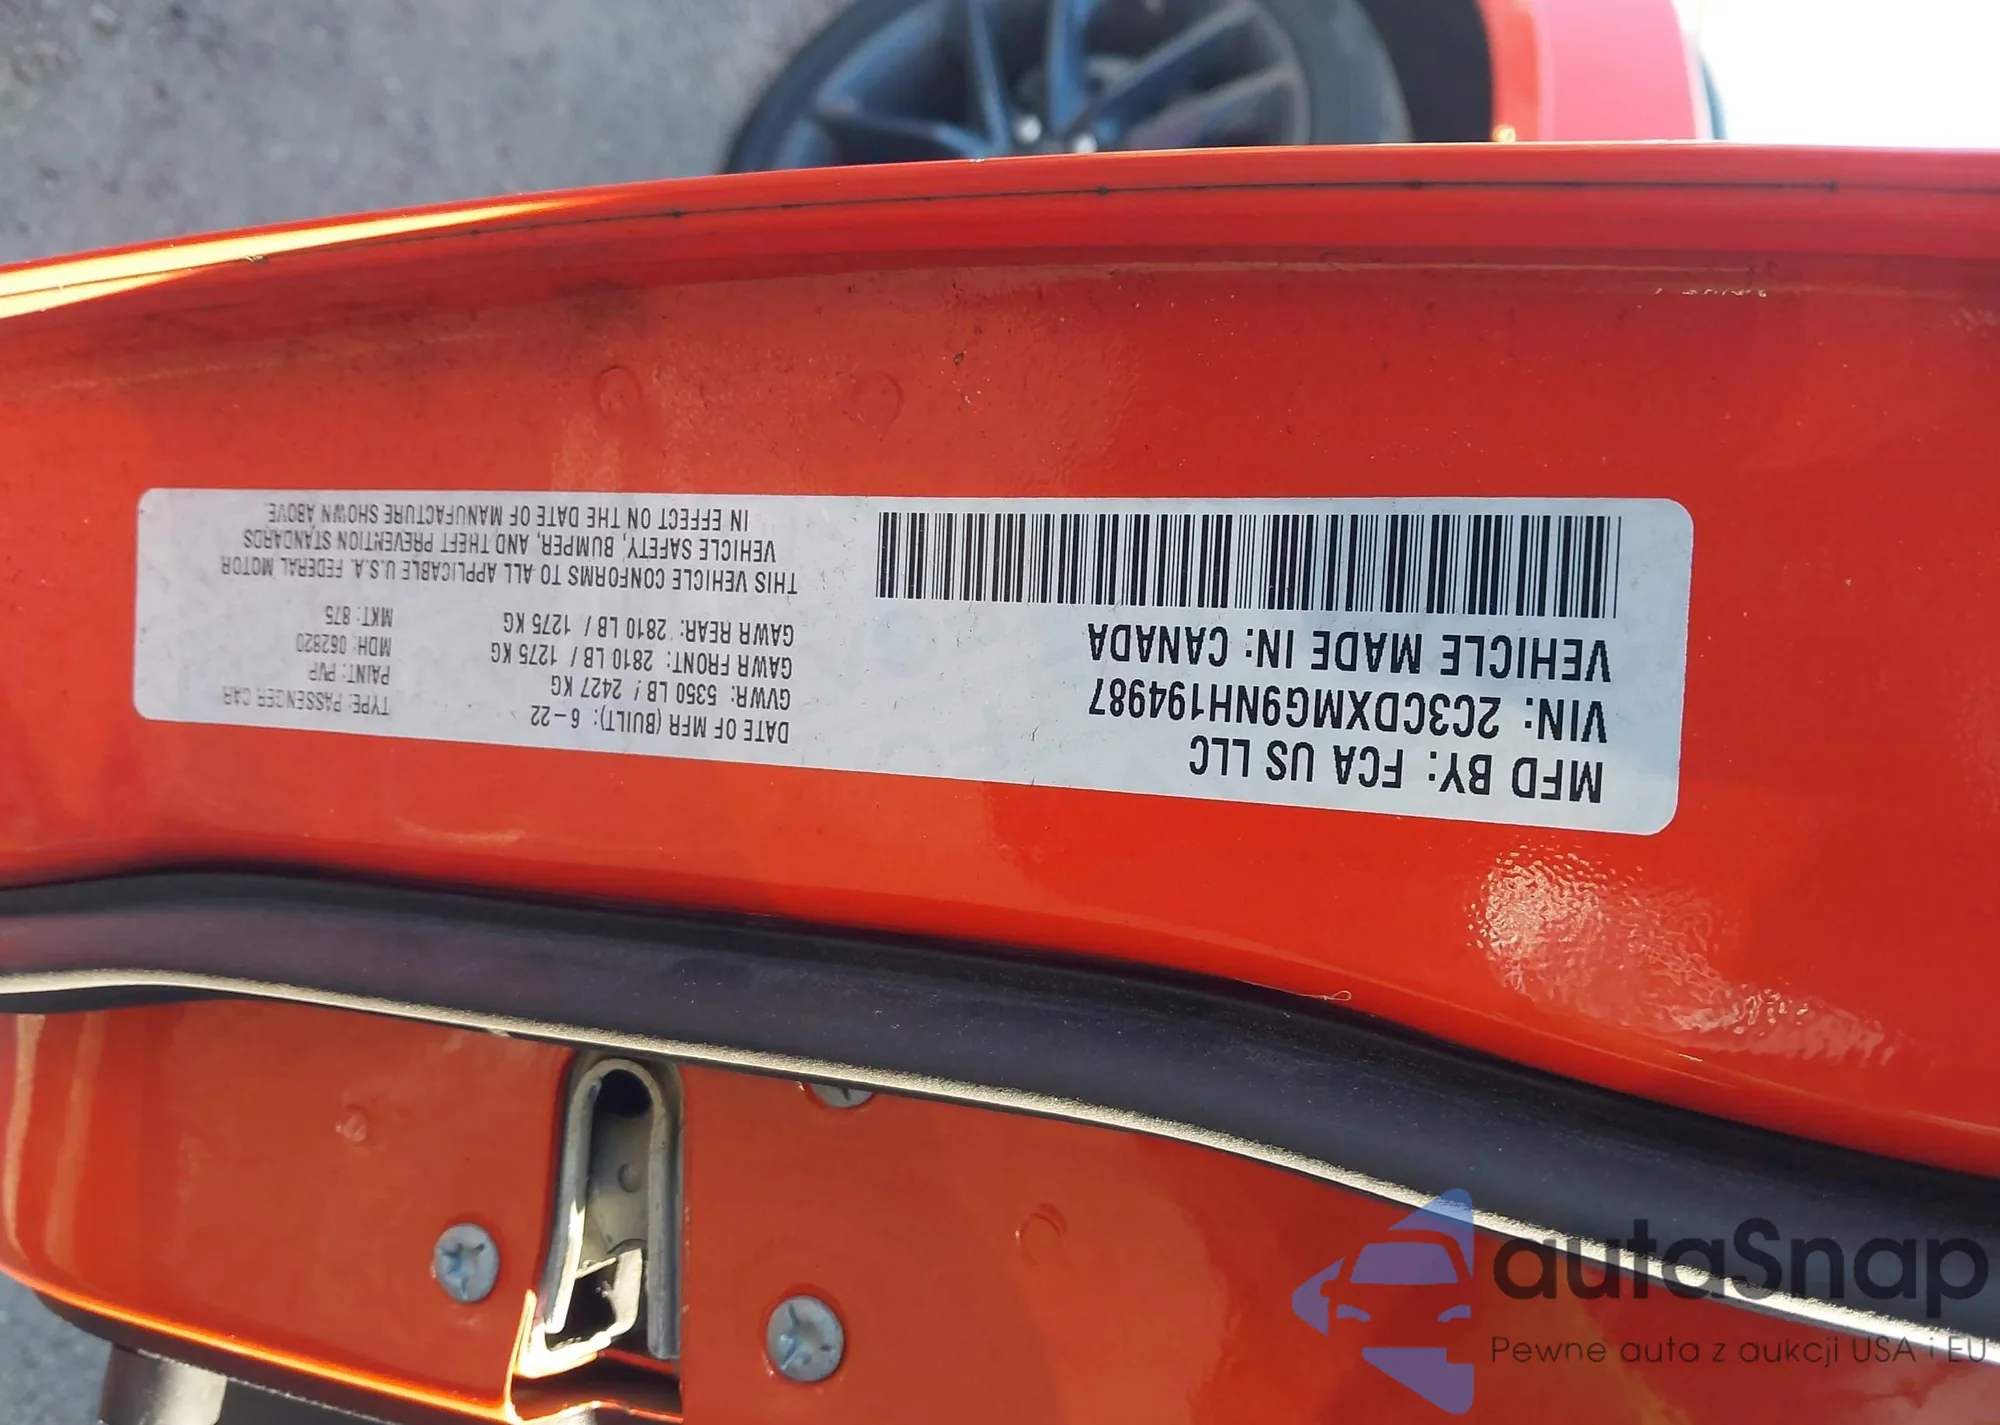 MFD BY: FCA US LLC
VIN: 2C3CDXMG9NH194987
VEHICLE MADE IN: CANADA
DATE OF MFR (BUILT): 6-22
GVWR: 5350 LB / 2427 KG
GAWR FRONT: 2810 LB / 1275 KG
GAWR REAR: 2810 LB / 1275 KG
TYPE: PASSENGER CAR
PAINT: PVP
MDH: 062820
MKT: 875
THIS VEHICLE CONFORMS TO ALL APPLICABLE U.S.A. FEDERAL MOTOR
VEHICLE SAFETY, BUMPER, AND THEFT PREVENTION STANDARDS
IN EFFECT ON THE DATE OF MANUFACTURE SHOWN ABOVE.
autaSnap
Pewne auta z aukcji USA i EU